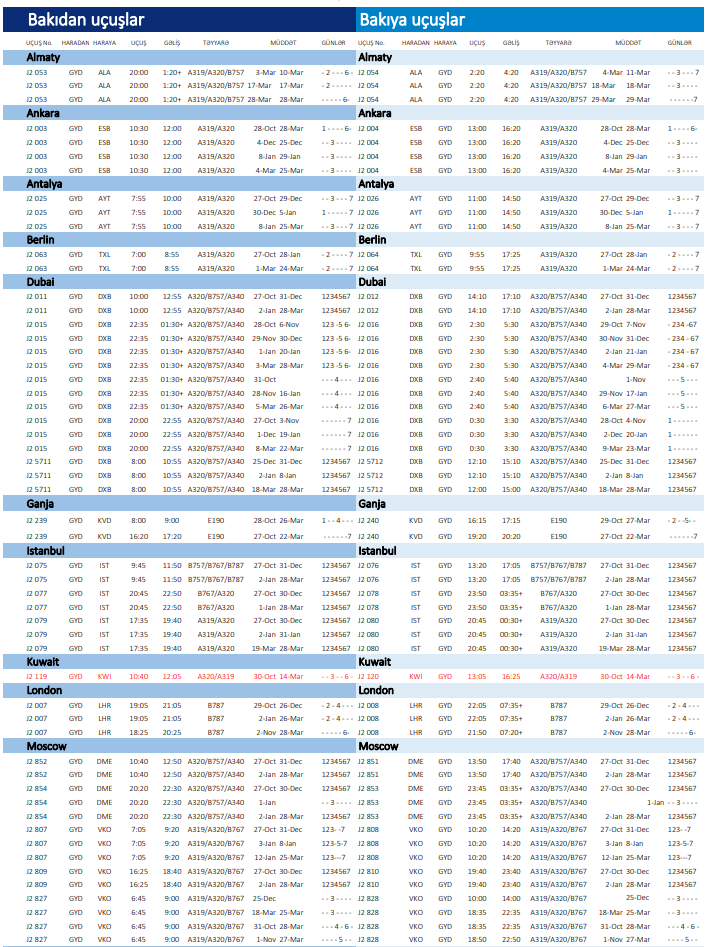 Bakıdan uçuşlar Bakıya uçuşlar
UÇUŞ No. HARADAN HARAYA UÇUŞ GƏLİŞ TƏYYARƏ MÜDDƏT GÜNLƏR UÇUŞ No. HARADAN HARAYA UÇUŞ GƏLİŞ TƏYYARƏ MÜDDƏT GÜNLƏR
Almaty Almaty
J2 053 GYD ALA 20:00 1:20+ A319/A320/B757 3-Mar 10-Mar - 2 - - - 6 - J2 054 ALA GYD 2:20 4:20 A319/A320/B757 4-Mar 11-Mar - - 3 - - - 7
J2 053 GYD ALA 20:00 1:20+ A319/A320/B757 17-Mar 17-Mar - 2 - - - - - J2 054 ALA GYD 2:20 4:20 A319/A320/B757 18-Mar 18-Mar - - 3 - - - -
J2 053 GYD ALA 20:00 1:20+ A319/A320/B757 28-Mar 28-Mar - - - - - 6- J2 054 ALA GYD 2:20 4:20 A319/A320/B757 29-Mar 29-Mar - - - - - -7
Ankara Ankara
J2 003 GYD ESB 10:30 12:00 A319/A320 28-Oct 28-Mar 1 - - - - 6- J2 004 ESB GYD 13:00 16:20 A319/A320 28-Oct 28-Mar 1 - - - - 6-
J2 003 GYD ESB 10:30 12:00 A319/A320 4-Dec 25-Dec - - 3 - - - - J2 004 ESB GYD 13:00 16:20 A319/A320 4-Dec 25-Dec - - 3 - - - -
J2 003 GYD ESB 10:30 12:00 A319/A320 8-Jan 29-Jan - - 3 - - - - J2 004 ESB GYD 13:00 16:20 A319/A320 8-Jan 29-Jan - - 3 - - - -
J2 003 GYD ESB 10:30 12:00 A319/A320 4-Mar 25-Mar - - 3 - - - - J2 004 ESB GYD 13:00 16:20 A319/A320 4-Mar 25-Mar - - 3 - - - -
Antalya Antalya
J2 025 GYD AYT 7:55 10:00 A319/A320 27-Oct 29-Dec - - 3 - - - 7 J2 026 AYT GYD 11:00 14:50 A319/A320 27-Oct 29-Dec - - 3 - - - 7
J2 025 GYD AYT 7:55 10:00 A319/A320 30-Dec 5-Jan 1 - - - - - 7 J2 026 AYT GYD 11:00 14:50 A319/A320 30-Dec 5-Jan 1 - - - - - 7
J2 025 GYD AYT 7:55 10:00 A319/A320 8-Jan 25-Mar - - 3 - - - 7 J2 026 AYT GYD 11:00 14:50 A319/A320 8-Jan 25-Mar - - 3 - - - 7
Berlin Berlin
J2 063 GYD TXL 7:00 8:55 A319/A320 27-Oct 28-Jan - 2 - - - - 7 J2 064 TXL GYD 9:55 17:25 A319/A320 27-Oct 28-Jan - 2 - - - - 7
J2 063 GYD TXL 7:00 8:55 A319/A320 1-Mar 24-Mar - 2 - - - - 7 J2 064 TXL GYD 9:55 17:25 A319/A320 1-Mar 24-Mar - 2 - - - - 7
Dubai Dubai
J2 011 GYD DXB 10:00 12:55 A320/B757/A340 27-Oct 31-Dec 1234567 J2 012 DXB GYD 14:10 17:10 A320/B757/A340 27-Oct 31-Dec 1234567
J2 011 GYD DXB 10:00 12:55 A320/B757/A340 2-Jan 28-Mar 1234567 J2 012 DXB GYD 14:10 17:10 A320/B757/A340 2-Jan 28-Mar 1234567
J2 015 GYD DXB 22:35 01:30+ A320/B757/A340 28-Oct 6-Nov 123 -5 6- J2 016 DXB GYD 2:30 5:30 A320/B757/A340 29-Oct 7-Nov - 234 -67
J2 015 GYD DXB 22:35 01:30+ A320/B757/A340 29-Nov 30-Dec 123 -5 6- J2 016 DXB GYD 2:30 5:30 A320/B757/A340 30-Nov 31-Dec - 234 - 67
J2 015 GYD DXB 22:35 01:30+ A320/B757/A340 1-Jan 20-Jan 123 -5 6- J2 016 DXB GYD 2:30 5:30 A320/B757/A340 2-Jan 21-Jan - 234 - 67
J2 015 GYD DXB 22:35 01:30+ A320/B757/A340 3-Mar 28-Mar 123 -5 6- J2 016 DXB GYD 2:30 5:30 A320/B757/A340 4-Mar 29-Mar - 234 - 67
J2 015 GYD DXB 22:35 01:30+ A320/B757/A340 31-Oct - - - 4 - - - J2 016 DXB GYD 2:40 5:40 A320/B757/A340 1-Nov - - - - 5 - - -
J2 015 GYD DXB 22:35 01:30+ A320/B757/A340 28-Nov 16-Jan - - - 4 - - - J2 016 DXB GYD 2:40 5:40 A320/B757/A340 29-Nov 17-Jan - - - - 5 - - -
J2 015 GYD DXB 22:35 01:30+ A320/B757/A340 5-Mar 26-Mar - - - 4 - - - J2 016 DXB GYD 2:40 5:40 A320/B757/A340 6-Mar 27-Mar - - - - 5 - - -
J2 015 GYD DXB 20:00 22:55 A320/B757/A340 27-Oct 3-Nov - - - - - - 7 J2 016 DXB GYD 0:30 3:30 A320/B757/A340 28-Oct 4-Nov 1 - - - - - -
J2 015 GYD DXB 20:00 22:55 A320/B757/A340 1-Dec 19-Jan - - - - - - 7 J2 016 DXB GYD 0:30 3:30 A320/B757/A340 2-Dec 20-Jan 1 - - - - - -
J2 015 GYD DXB 20:00 22:55 A320/B757/A340 8-Mar 22-Mar - - - - - - 7 J2 016 DXB GYD 0:30 3:30 A320/B757/A340 9-Mar 23-Mar 1 - - - - - -
J2 5711 GYD DXB 8:00 10:55 A320/B757/A340 25-Dec 31-Dec 1234567 J2 5712 DXB GYD 12:10 15:10 A320/B757/A340 25-Dec 31-Dec 1234567
J2 5711 GYD DXB 8:00 10:55 A320/B757/A340 2-Jan 8-Jan 1234567 J2 5712 DXB GYD 12:10 15:10 A320/B757/A340 2-Jan 8-Jan 1234567
J2 5711 GYD DXB 8:00 10:55 A320/B757/A340 18-Mar 28-Mar 1234567 J2 5712 DXB GYD 12:00 15:00 A320/B757/A340 18-Mar 28-Mar 1234567
Ganja Ganja
J2 239 GYD KVD 8:00 9:00 E190 28-Oct 26-Mar 1 - - 4 - - - J2 240 KVD GYD 16:15 17:15 E190 29-Oct 27-Mar - 2 - -5- -
J2 239 GYD KVD 16:20 17:20 E190 27-Oct 22-Mar - - - - - -7 J2 240 KVD GYD 19:20 20:20 E190 27-Oct 22-Mar - - - - - -7
Istanbul Istanbul
J2 075 GYD IST 9:45 11:50 B757/B767/B787 27-Oct 31-Dec 1234567 J2 076 IST GYD 13:20 17:05 B757/B767/B787 27-Oct 31-Dec 1234567
J2 075 GYD IST 9:45 11:50 B757/B767/B787 2-Jan 28-Mar 1234567 J2 076 IST GYD 13:20 17:05 B757/B767/B787 2-Jan 28-Mar 1234567
J2 077 GYD IST 20:45 22:50 B767/A320 27-Oct 30-Dec 1234567 J2 078 IST GYD 23:50 03:35+ B767/A320 27-Oct 30-Dec 1234567
J2 077 GYD IST 20:45 22:50 B767/A320 1-Jan 28-Mar 1234567 J2 078 IST GYD 23:50 03:35+ B767/A320 1-Jan 28-Mar 1234567
J2 079 GYD IST 17:35 19:40 A319/A320 27-Oct 30-Dec 1234567 J2 080 IST GYD 20:45 00:30+ A319/A320 27-Oct 30-Dec 1234567
J2 079 GYD IST 17:35 19:40 A319/A320 2-Jan 31-Jan 1234567 J2 080 IST GYD 20:45 00:30+ A319/A320 2-Jan 31-Jan 1234567
J2 079 GYD IST 17:35 19:40 A319/A320 19-Mar 28-Mar 1234567 J2 080 IST GYD 20:45 00:30+ A319/A320 19-Mar 28-Mar 1234567
Kuwait Kuwait
J2 119 GYD KWI 10:40 12:05 A320/A319 30-Oct 14-Mar - - 3 - - 6 - J2 120 KWI GYD 13:05 16:25 A320/A319 30-Oct 14-Mar - - 3 - - 6 -
London London
J2 007 GYD LHR 19:05 21:05 B787 29-Oct 26-Dec - 2 - 4 - - - J2 008 LHR GYD 22:05 07:35+ B787 29-Oct 26-Dec - 2 - 4 - - -
J2 007 GYD LHR 19:05 21:05 B787 2-Jan 26-Mar - 2 - 4 - - - J2 008 LHR GYD 22:05 07:35+ B787 2-Jan 26-Mar - 2 - 4 - - -
J2 007 GYD LHR 18:25 20:25 B787 2-Nov 28-Mar - - - - - 6- J2 008 LHR GYD 21:50 07:20+ B787 2-Nov 28-Mar - - - - - 6-
Moscow Moscow
J2 852 GYD DME 10:40 12:50 A320/B757/A340 27-Oct 31-Dec 1234567 J2 851 DME GYD 13:50 17:40 A320/B757/A340 27-Oct 31-Dec 1234567
J2 852 GYD DME 10:40 12:50 A320/B757/A340 2-Jan 28-Mar 1234567 J2 851 DME GYD 13:50 17:40 A320/B757/A340 2-Jan 28-Mar 1234567
J2 854 GYD DME 20:20 22:30 A320/B757/A340 27-Oct 30-Dec 1234567 J2 853 DME GYD 23:45 03:35+ A320/B757/A340 27-Oct 30-Dec 1234567
J2 854 GYD DME 20:20 22:30 A320/B757/A340 1-Jan - - 3 - - - - J2 853 DME GYD 23:45 03:35+ A320/B757/A340 1-Jan - - 3 - - - -
J2 854 GYD DME 20:20 22:30 A320/B757/A340 2-Jan 28-Mar 1234567 J2 853 DME GYD 23:45 03:35+ A320/B757/A340 2-Jan 28-Mar 1234567
J2 807 GYD VKO 7:05 9:20 A319/A320/B767 27-Oct 31-Dec 123- -7 J2 808 VKO GYD 10:20 14:20 A319/A320/B767 27-Oct 31-Dec 123- -7
J2 807 GYD VKO 7:05 9:20 A319/A320/B767 3-Jan 8-Jan 123-5-7 J2 808 VKO GYD 10:20 14:20 A319/A320/B767 3-Jan 8-Jan 123-5-7
J2 807 GYD VKO 7:05 9:20 A319/A320/B767 12-Jan 25-Mar 123---7 J2 808 VKO GYD 10:20 14:20 A319/A320/B767 12-Jan 25-Mar 123---7
J2 809 GYD VKO 16:25 18:40 A319/A320/B767 27-Oct 30-Dec 1234567 J2 810 VKO GYD 19:40 23:40 A319/A320/B767 27-Oct 30-Dec 1234567
J2 809 GYD VKO 16:25 18:40 A319/A320/B767 2-Jan 28-Mar 1234567 J2 810 VKO GYD 19:40 23:40 A319/A320/B767 2-Jan 28-Mar 1234567
J2 827 GYD VKO 6:45 9:00 A319/A320/B767 25-Dec - - 3 - - - - J2 828 VKO GYD 10:00 14:00 A319/A320/B767 25-Dec - - 3 - - - -
J2 827 GYD VKO 6:45 9:00 A319/A320/B767 18-Mar 25-Mar - - 3 - - - - J2 828 VKO GYD 18:35 22:35 A319/A320/B767 18-Mar 25-Mar - - 3 - - - -
J2 827 GYD VKO 6:45 9:00 A319/A320/B767 31-Oct 28-Mar - - - 4 - 6 - J2 828 VKO GYD 18:35 22:35 A319/A320/B767 31-Oct 28-Mar - - - 4 - 6 -
J2 827 GYD VKO 6:45 9:00 A319/A320/B767 1-Nov 27-Mar - - - - 5 - - J2 828 VKO GYD 18:50 22:50 A319/A320/B767 1-Nov 27-Mar - - - - 5 - -